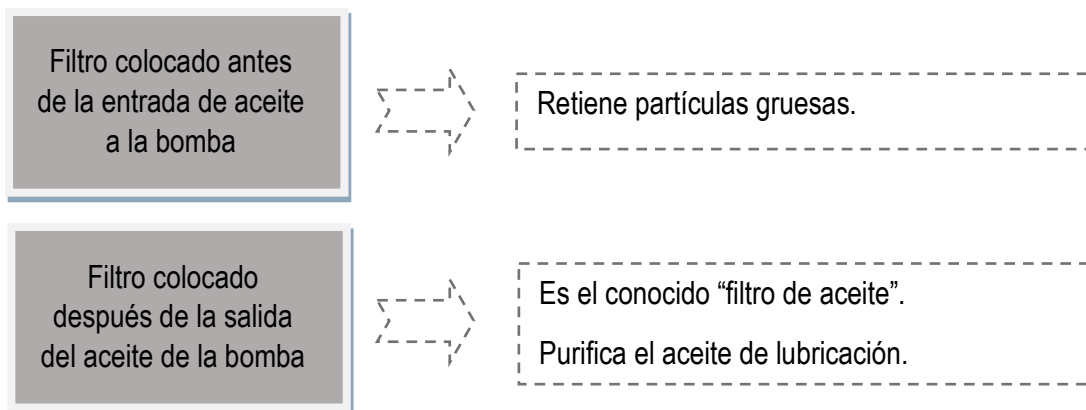 Filtro colocado antes
de la entrada de aceite
a la bomba
Retiene partículas gruesas.
Filtro colocado
después de la salida
del aceite de la bomba
Es el conocido “filtro de aceite”.
Purifica el aceite de lubricación.